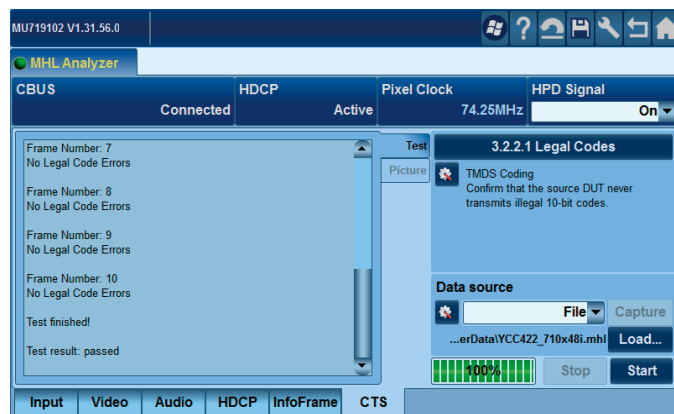 MU719102 V1.31.56.0
?
MHL Analyzer
CBUS
Connected
HDCP
Active
Pixel Clock
74.25MHz
HPD Signal
On
Frame Number: 7
No Legal Code Errors
Frame Number: 8
No Legal Code Errors
Frame Number: 9
No Legal Code Errors
Frame Number: 10
No Legal Code Errors
Test finished!
Test result: passed
Test
Picture
3.2.2.1 Legal Codes
TMDS Coding
Confirm that the source DUT never
transmits illegal 10-bit codes.
Data source
File
Capture
...erData\YCC422_710x48i.mhl
Load...
100%
Stop
Start
Input
Video
Audio
HDCP
InfoFrame
CTS